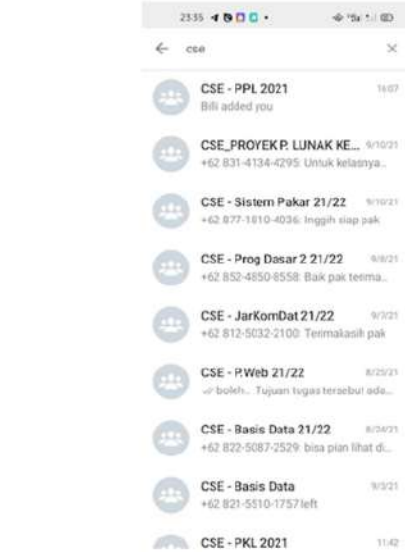 23:35
cse
CSE - PPL 2021 16:07
Billi added you
CSE_PROYEK P. LUNAK KE... 9/10/21
+62 831-4134-4295: Untuk kelasnya...
CSE - Sistem Pakar 21/22 9/10/21
+62 877-1810-4036: Inggih siap pak
CSE - Prog Dasar 2 21/22 9/8/21
+62 852-4850-8558: Baik pak terima...
CSE - JarKomDat 21/22 9/3/21
+62 812-5032-2100: Terimakasih pak
CSE - P.Web 21/22 8/25/21
boleh... Tujuan tugas tersebut ada...
CSE - Basis Data 21/22 8/24/21
+62 822-5087-2529: bisa pian lihat di...
CSE - Basis Data 9/3/21
+62 821-5510-1757 left
CSE - PKL 2021 11:42